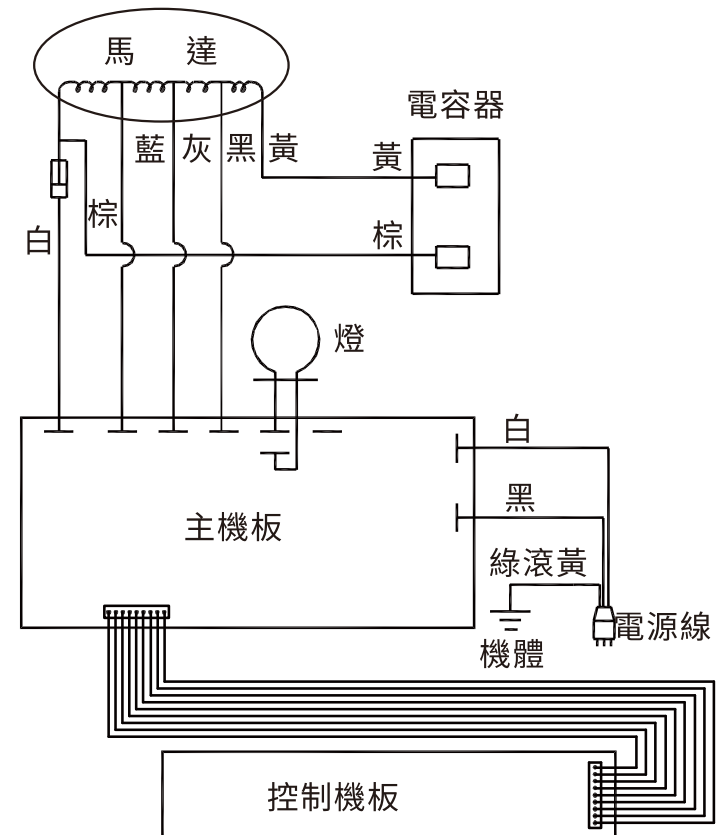 馬 達
電容器
藍 灰 黑 黃
黃
棕
白
棕
燈
白
主機板
黑
綠滾黃
電源線
機體
控制機板